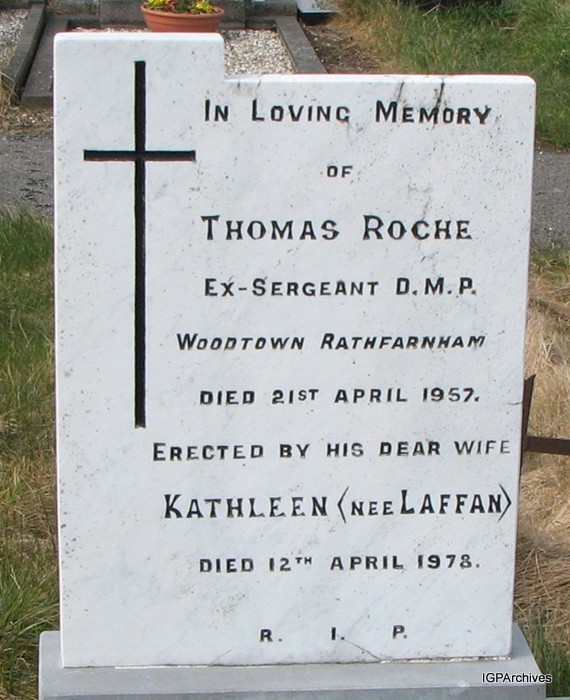 In Loving Memory
OF
Thomas Roche
Ex-Sergeant D.M.P.
Woodtown Rathfarnham
DIED 21ST APRIL 1957.
Erected by his dear wife
Kathleen (nee Laffan)
DIED 12TH APRIL 1978.
R. I. P.
IGPArchives